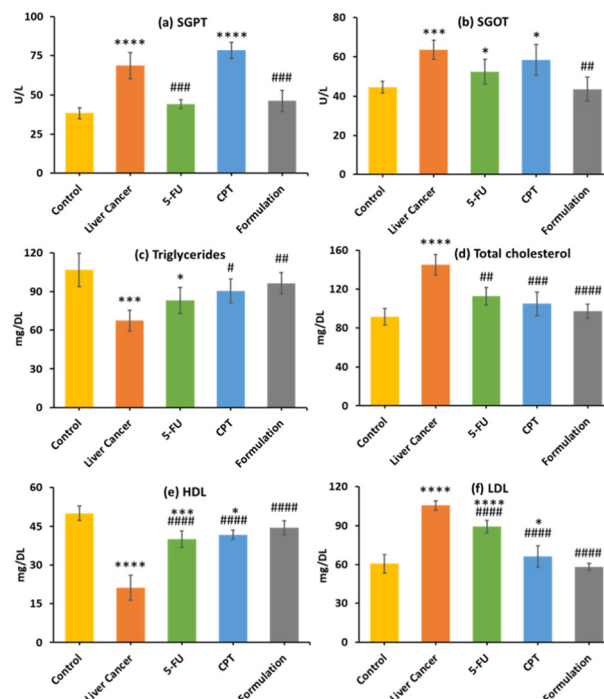 (a) SGPT
100
75
50
25
0
U/L
****
###
****
###
Control
Liver Cancer
5-FU
CPT
Formulation
(b) SGOT
80
60
40
20
0
U/L
***
*
*
##
Control
Liver Cancer
5-FU
CPT
Formulation
(c) Triglycerides
120
90
60
30
0
mg/DL
***
*
#
##
Control
Liver Cancer
5-FU
CPT
Formulation
(d) Total cholesterol
160
120
80
40
0
mg/DL
****
##
###
####
Control
Liver Cancer
5-FU
CPT
Formulation
(e) HDL
60
45
30
15
0
mg/DL
****
***
####
*
####
####
Control
Liver Cancer
5-FU
CPT
Formulation
(f) LDL
120
90
60
30
0
mg/DL
****
****
####
*
####
####
Control
Liver Cancer
5-FU
CPT
Formulation